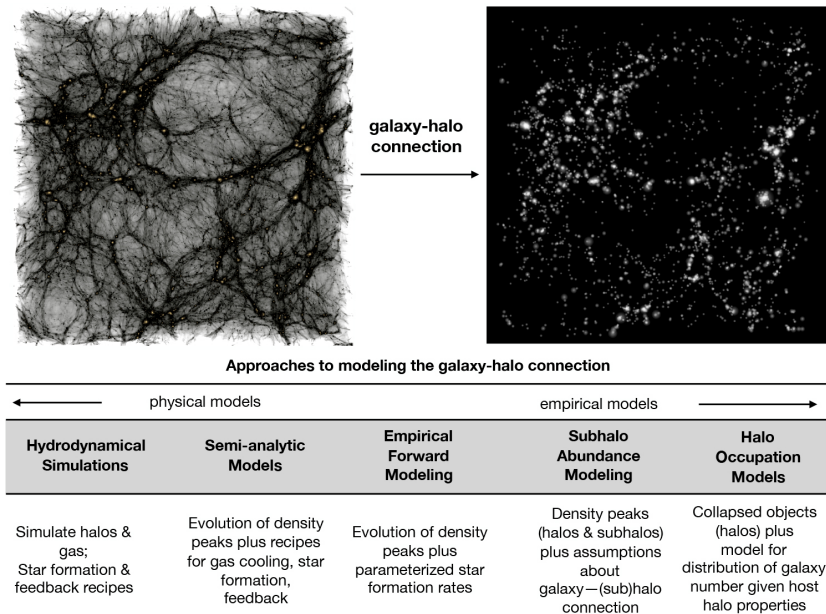 galaxy-halo
connection
Approaches to modeling the galaxy-halo connection
physical models
empirical models
Hydrodynamical
Simulations
Semi-analytic
Models
Empirical
Forward
Modeling
Subhalo
Abundance
Modeling
Halo
Occupation
Models
Simulate halos &
gas;
Star formation &
feedback recipes
Evolution of density
peaks plus recipes
for gas cooling, star
formation,
feedback
Evolution of density
peaks plus
parameterized star
formation rates
Density peaks
(halos & subhalos)
plus assumptions
about
galaxy—(sub)halo
connection
Collapsed objects
(halos) plus
model for
distribution of galaxy
number given host
halo properties